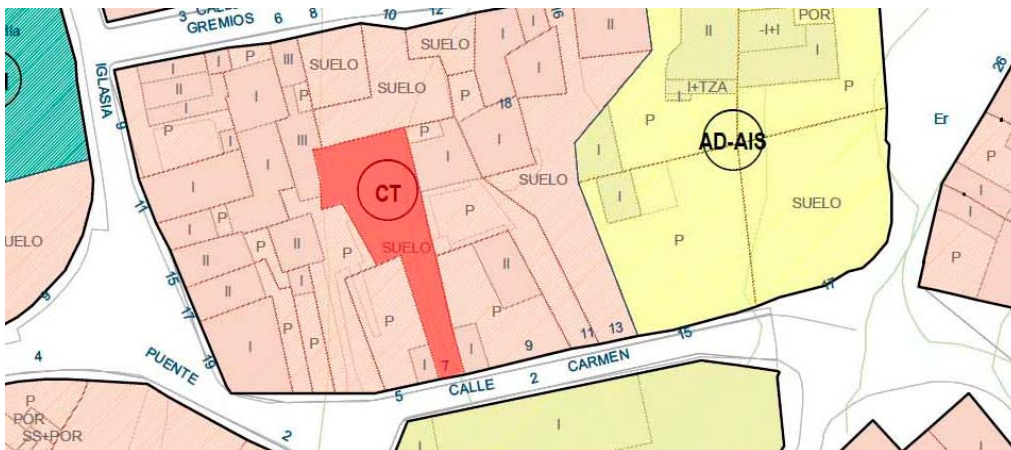 3 CALLE
GREMIOS 6 8 10 12 16
IGLASIA
9
I I P III SUELO SUELO I I II
II I I P P 18
P I III P I I
CT
AD-AIS
II -I+I POR
I+TZA I P
I P
I
P
SUELO
26
Er
P
I
I
P
SUELO
11
I P I
P II P SUELO P
I II I P II P
15
II
17
I P P P
19
I 7 I 9 11 13 15 17
PUENTE
5 CALLE 2 CARMEN
4
2
P
POR
SS+POR
I I
I I